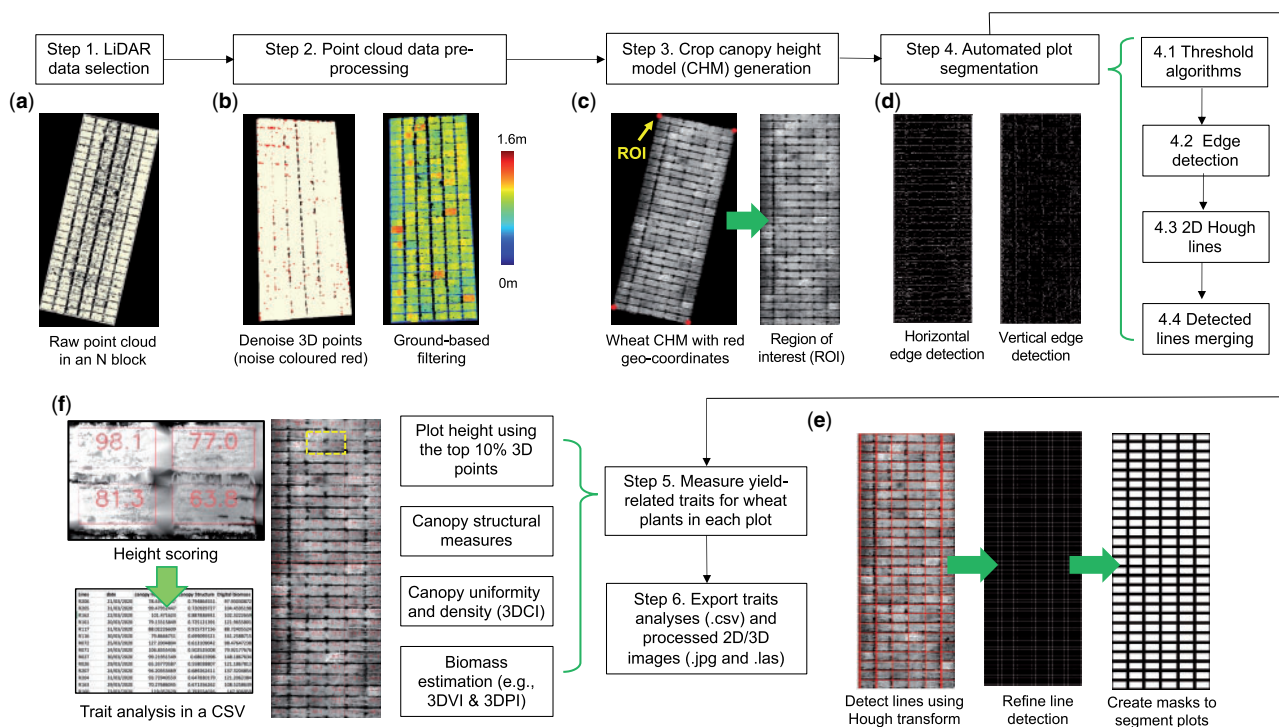 Step 1. LiDAR
data selection
Step 2. Point cloud data pre-
processing
Step 3. Crop canopy height
model (CHM) generation
Step 4. Automated plot
segmentation
4.1 Threshold
algorithms
4.2 Edge
detection
4.3 2D Hough
lines
4.4 Detected
lines merging
(a)
Raw point cloud
in an N block
(b)
1.6m
0m
Denoise 3D points
(noise coloured red)
Ground-based
filtering
(c)
ROI
Wheat CHM with red
geo-coordinates
Region of
interest (ROI)
(d)
Horizontal
edge detection
Vertical edge
detection
(f)
98.1 77.0
81.3 63.8
Height scoring
Trait analysis in a CSV
Plot height using
the top 10% 3D
points
Canopy structural
measures
Canopy uniformity
and density (3DCI)
Biomass
estimation (e.g.,
3DVI & 3DPI)
Step 5. Measure yield-
related traits for wheat
plants in each plot
Step 6. Export traits
analyses (.csv) and
processed 2D/3D
images (.jpg and .las)
(e)
Detect lines using
Hough transform
Refine line
detection
Create masks to
segment plots